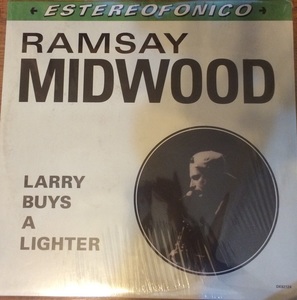 ESTEREOFONICO
RAMSAY
MIDWOOD
LARRY
BUYS
A
LIGHTER